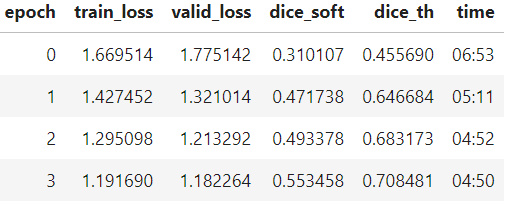 epoch train_loss valid_loss dice_soft dice_th time
0 1.669514 1.775142 0.310107 0.455690 06:53
1 1.427452 1.321014 0.471738 0.646684 05:11
2 1.295098 1.213292 0.493378 0.683173 04:52
3 1.191690 1.182264 0.553458 0.708481 04:50